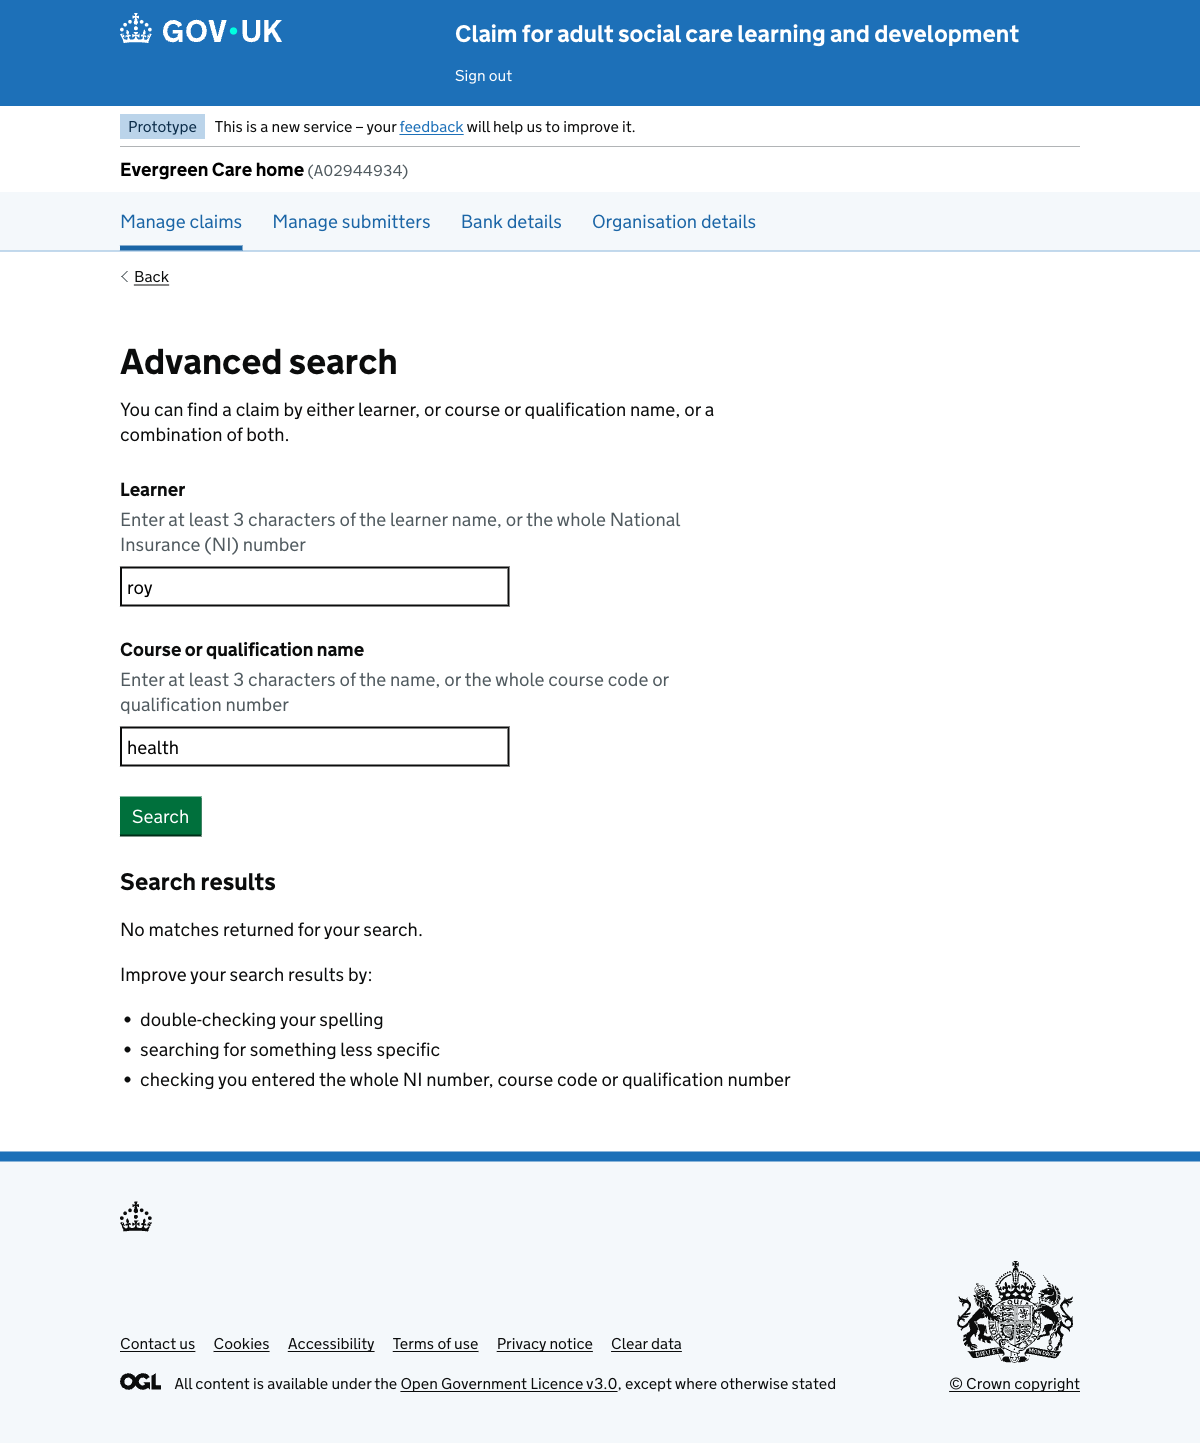 GOV·UK
Claim for adult social care learning and development
Sign out
Prototype
This is a new service – your feedback will help us to improve it.
Evergreen Care home (A02944934)
Manage claims
Manage submitters
Bank details
Organisation details
Back
Advanced search
You can find a claim by either learner, or course or qualification name, or a
combination of both.
Learner
Enter at least 3 characters of the learner name, or the whole National
Insurance (NI) number
roy
Course or qualification name
Enter at least 3 characters of the name, or the whole course code or
qualification number
health
Search
Search results
No matches returned for your search.
Improve your search results by:
• double-checking your spelling
• searching for something less specific
• checking you entered the whole NI number, course code or qualification number
Contact us
Cookies
Accessibility
Terms of use
Privacy notice
Clear data
OGL
All content is available under the Open Government Licence v3.0, except where otherwise stated
© Crown copyright